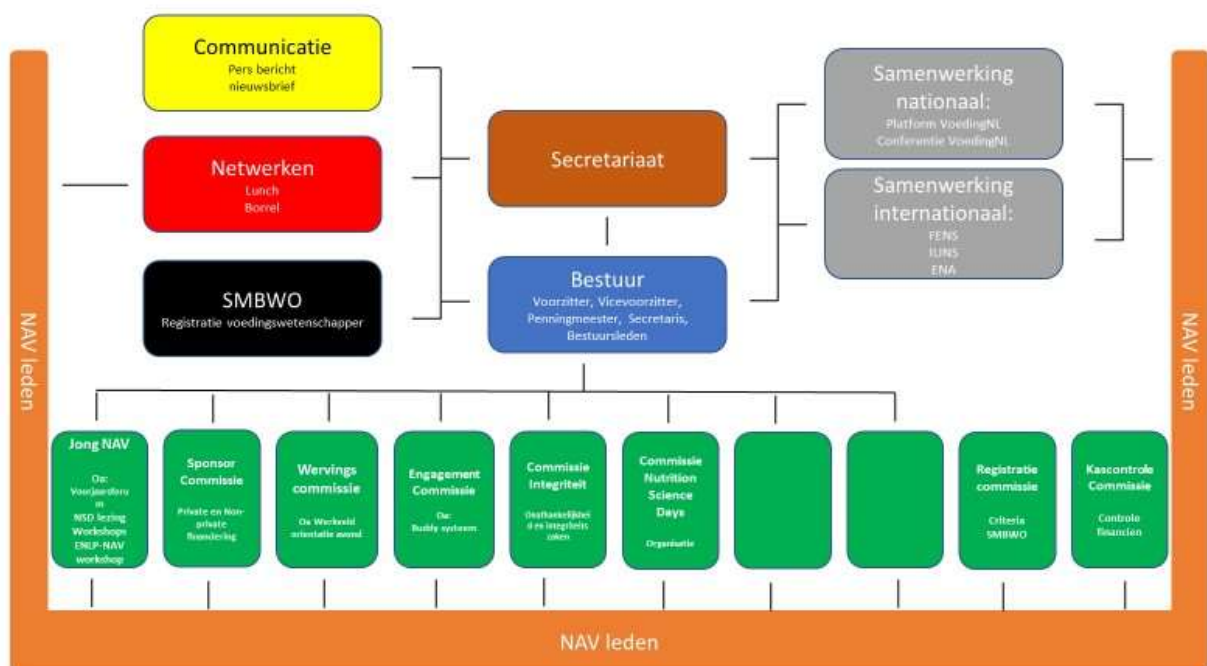 Communicatie
Pers bericht
nieuwsbrief
Netwerken
Lunch
Borrel
SMBWO
Registratie voedingswetenschapper
Secretariaat
Bestuur
Voorzitter, Vicevoorzitter,
Penningmeester, Secretaris,
Bestuursleden
Samenwerking
nationaal:
Platform VoedingNL
Conferentie VoedingNL
Samenwerking
internationaal:
FENS
IUNS
ENA
NAV leden
NAV leden
Jong NAV
Oa:
Voorjaarsforu
m
NSD lezing
Workshops
ENLP-NAV
workshop
Sponsor
Commissie
Private en Non-
private
financiering
Wervings
commissie
Oa Werkveld
orientatie avond
Engagement
Commissie
Oa:
Buddy systeem
Commissie
Integriteit
Onafhankelijkhei
d en integriteits
zaken
Commissie
Nutrition
Science
Days
Organisatie
Registratie
commissie
Criteria
SMBWO
Kascontrole
Commissie
Controle
financien
NAV leden